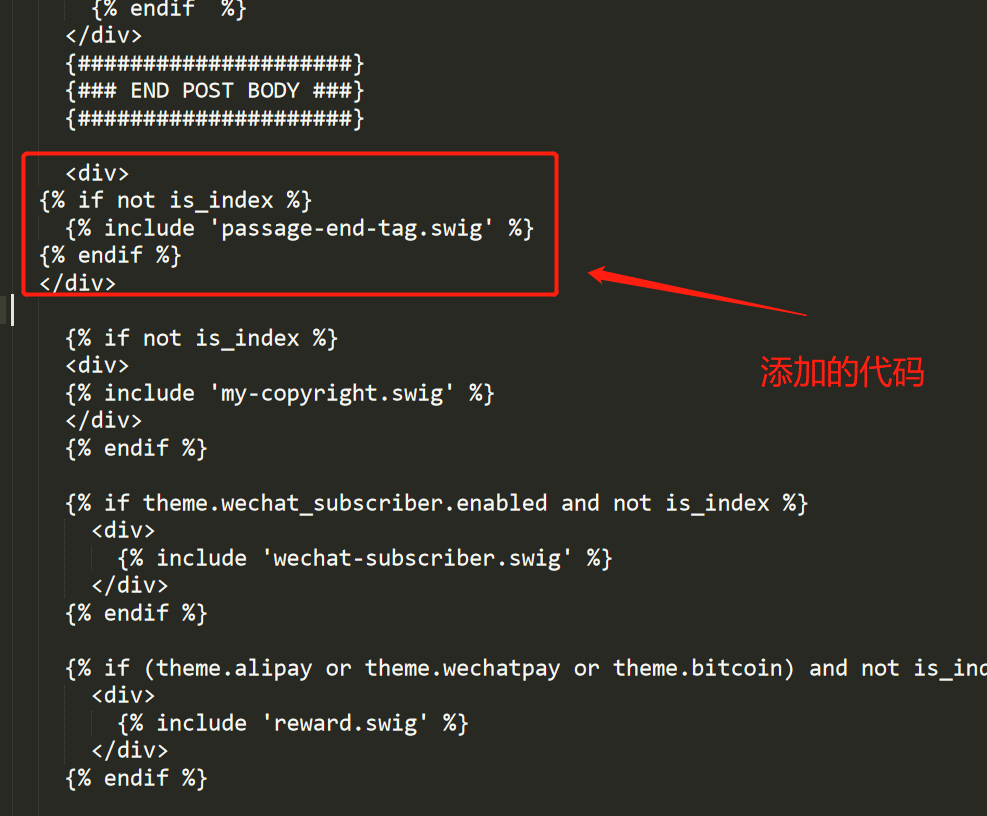 {% endif  %}
</div>
{#####################}
{### END POST BODY ###}
{#####################}
<div>
{% if not is_index %}
{% include 'passage-end-tag.swig' %}
{% endif %}
</div>
{% if not is_index %}
<div>
{% include 'my-copyright.swig' %}
</div>
{% endif %}
添加的代码
{% if theme.wechat_subscriber.enabled and not is_index %}
<div>
{% include 'wechat-subscriber.swig' %}
</div>
{% endif %}
{% if (theme.alipay or theme.wechatpay or theme.bitcoin) and not is_ind
<div>
{% include 'reward.swig' %}
</div>
{% endif %}